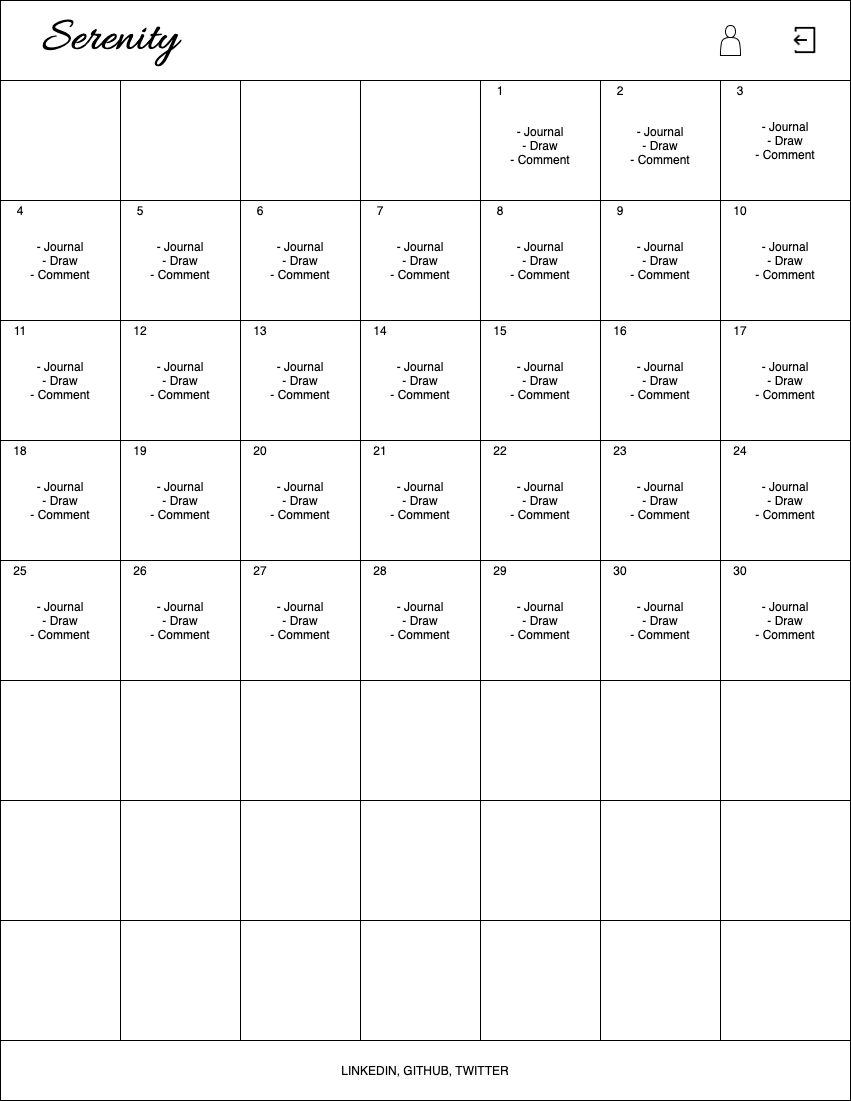 Serenity
1
- Journal
- Draw
- Comment
2
- Journal
- Draw
- Comment
3
- Journal
- Draw
- Comment
4
- Journal
- Draw
- Comment
5
- Journal
- Draw
- Comment
6
- Journal
- Draw
- Comment
7
- Journal
- Draw
- Comment
8
- Journal
- Draw
- Comment
9
- Journal
- Draw
- Comment
10
- Journal
- Draw
- Comment
11
- Journal
- Draw
- Comment
12
- Journal
- Draw
- Comment
13
- Journal
- Draw
- Comment
14
- Journal
- Draw
- Comment
15
- Journal
- Draw
- Comment
16
- Journal
- Draw
- Comment
17
- Journal
- Draw
- Comment
18
- Journal
- Draw
- Comment
19
- Journal
- Draw
- Comment
20
- Journal
- Draw
- Comment
21
- Journal
- Draw
- Comment
22
- Journal
- Draw
- Comment
23
- Journal
- Draw
- Comment
24
- Journal
- Draw
- Comment
25
- Journal
- Draw
- Comment
26
- Journal
- Draw
- Comment
27
- Journal
- Draw
- Comment
28
- Journal
- Draw
- Comment
29
- Journal
- Draw
- Comment
30
- Journal
- Draw
- Comment
30
- Journal
- Draw
- Comment
LINKEDIN, GITHUB, TWITTER